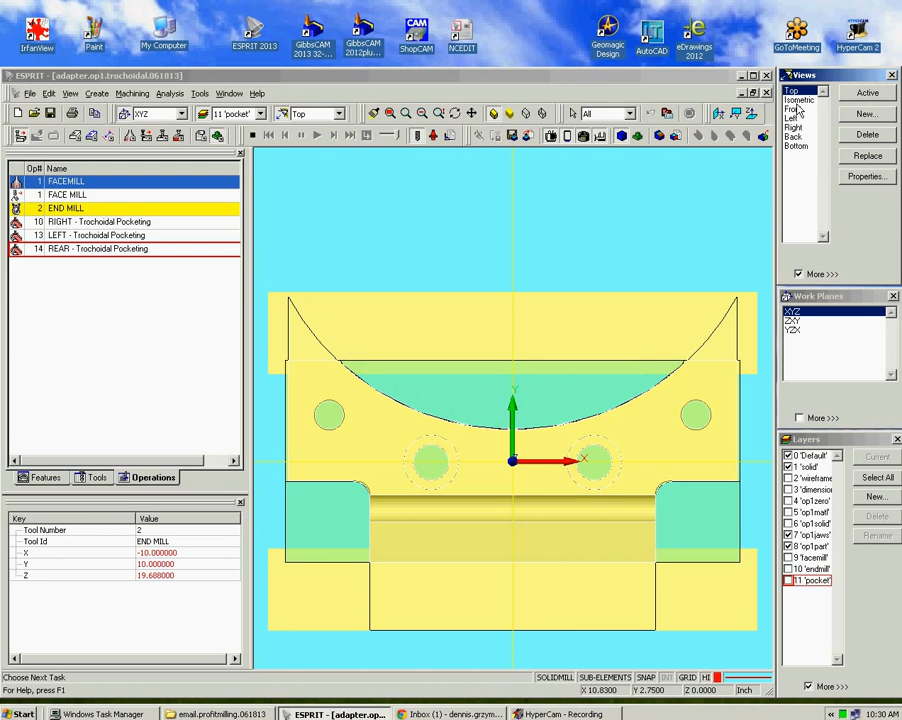 IrfanView
Paint
My Computer
ESPRIT 2013
GibbsCAM 2013 32-...
GibbsCAM 2012plu...
ShopCAM
NCEDIT
Geomagic Design
AutoCAD
eDrawings 2012
GoToMeeting
HyperCam 2
ESPRIT - [adapter.op1.trochoidal.061813]
File Edit View Create Machining Analysis Tools Window Help
XYZ
11 'pocket'
Top
All
Op# Name
1 FACEMILL
1 FACE MILL
2 END MILL
10 RIGHT - Trochoidal Pocketing
13 LEFT - Trochoidal Pocketing
14 REAR - Trochoidal Pocketing
Features Tools Operations
Key Value
Tool Number 2
Tool Id END MILL
X -10.000000
Y 10.000000
Z 19.688000
Y
X
Views
Top
Isometric
Front
Left
Right
Back
Bottom
Active
New...
Delete
Replace
Properties...
More >>>
Work Planes
XYZ
ZXY
YZX
More >>>
Layers
0 'Default'
1 'solid'
2 'wireframe
3 'dimension
4 'op1zero'
5 'op1matl'
6 'op1solid'
7 'op1jaws'
8 'op1part'
9 'facemill'
10 'endmill'
11 'pocket'
Current
Select All
New...
Delete
Rename
More >>>
Choose Next Task
SOLIDMILL SUB-ELEMENTS SNAP INT GRID HI
For Help, press F1
X 10.8300 Y 2.7500 Z 0.0000 Inch
Start
Windows Task Manager
email.profitmilling.061813
ESPRIT - [adapter.op...
Inbox (1) - dennis.grzym...
HyperCam - Recording
10:30 AM